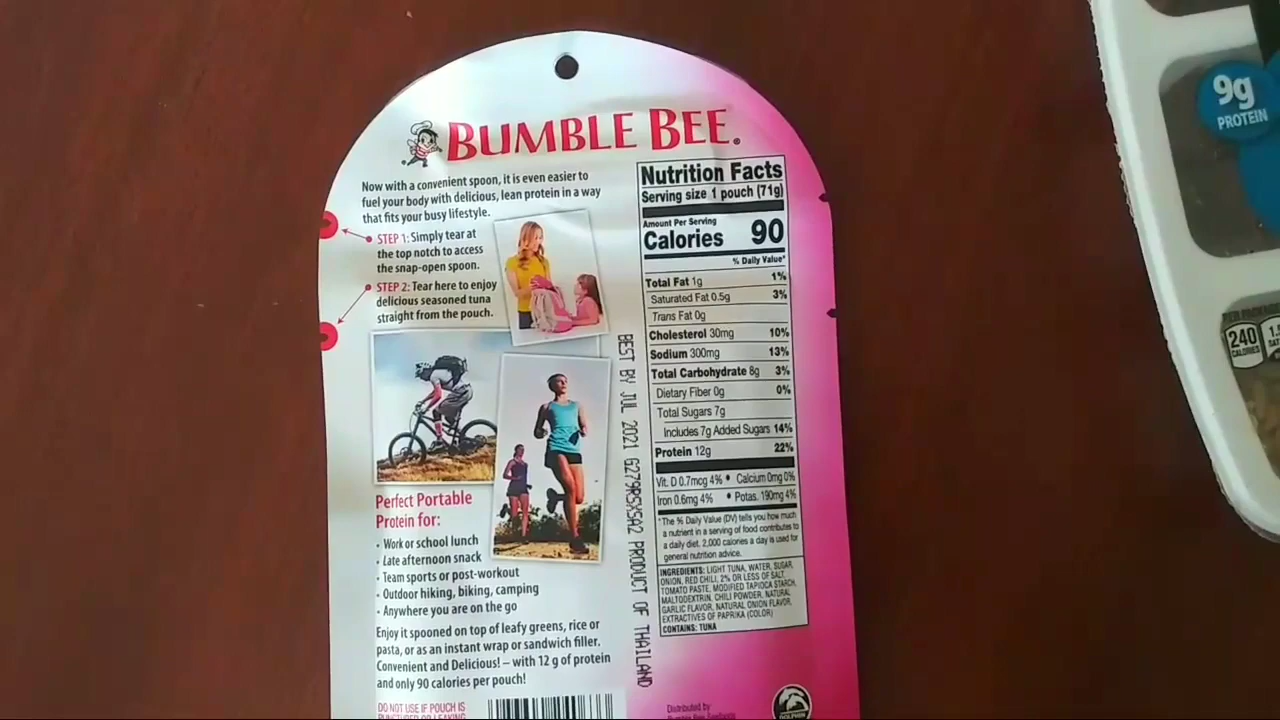 BUMBLE BEE®
Now with a convenient spoon, it is even easier to
fuel your body with delicious, lean protein in a way
that fits your busy lifestyle.
STEP 1: Simply tear at
the top notch to access
the snap-open spoon.
STEP 2: Tear here to enjoy
delicious seasoned tuna
straight from the pouch.
Perfect Portable
Protein for:
• Work or school lunch
• Late afternoon snack
• Team sports or post-workout
• Outdoor hiking, biking, camping
• Anywhere you are on the go
Enjoy it spooned on top of leafy greens, rice or
pasta, or as an instant wrap or sandwich filler.
Convenient and Delicious! – with 12 g of protein
and only 90 calories per pouch!
DO NOT USE IF POUCH IS
PUNCTURED OR LEAKING
BEST BY JUL 2021 G279RSXSA2 PRODUCT OF THAILAND
Nutrition Facts
Serving size 1 pouch (71g)
Amount Per Serving
Calories 90
% Daily Value*
Total Fat 1g 1%
Saturated Fat 0.5g 3%
Trans Fat 0g
Cholesterol 30mg 10%
Sodium 300mg 13%
Total Carbohydrate 8g 3%
Dietary Fiber 0g 0%
Total Sugars 7g
Includes 7g Added Sugars 14%
Protein 12g 22%
Vit. D 0.7mcg 4% • Calcium 0mg 0%
Iron 0.6mg 4% • Potas. 190mg 4%
*The % Daily Value (DV) tells you how much
a nutrient in a serving of food contributes to
a daily diet. 2,000 calories a day is used for
general nutrition advice.
INGREDIENTS: LIGHT TUNA, WATER, SUGAR,
ONION, RED CHILI, 2% OR LESS OF SALT,
TOMATO PASTE, MODIFIED TAPIOCA STARCH,
MALTODEXTRIN, CHILI POWDER, NATURAL
GARLIC FLAVOR, NATURAL ONION FLAVOR,
EXTRACTIVES OF PAPRIKA (COLOR)
CONTAINS: TUNA
Distributed by
Bumble Bee
DOLPHIN
9g
PROTEIN
240
CALORIES